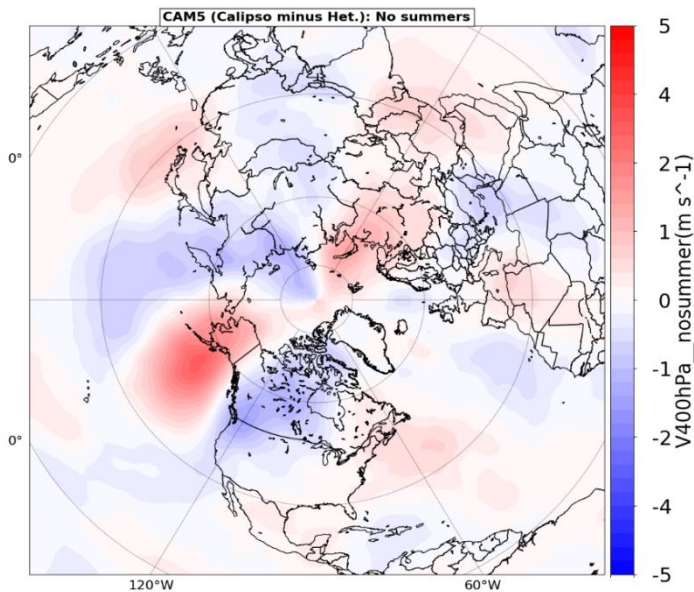 CAM5 (Calipso minus Het.): No summers
5
4
2
1
0
-1
-2
-4
-5
V400hPa__nosummer(m s^-1)
0°
0°
120°W
60°W